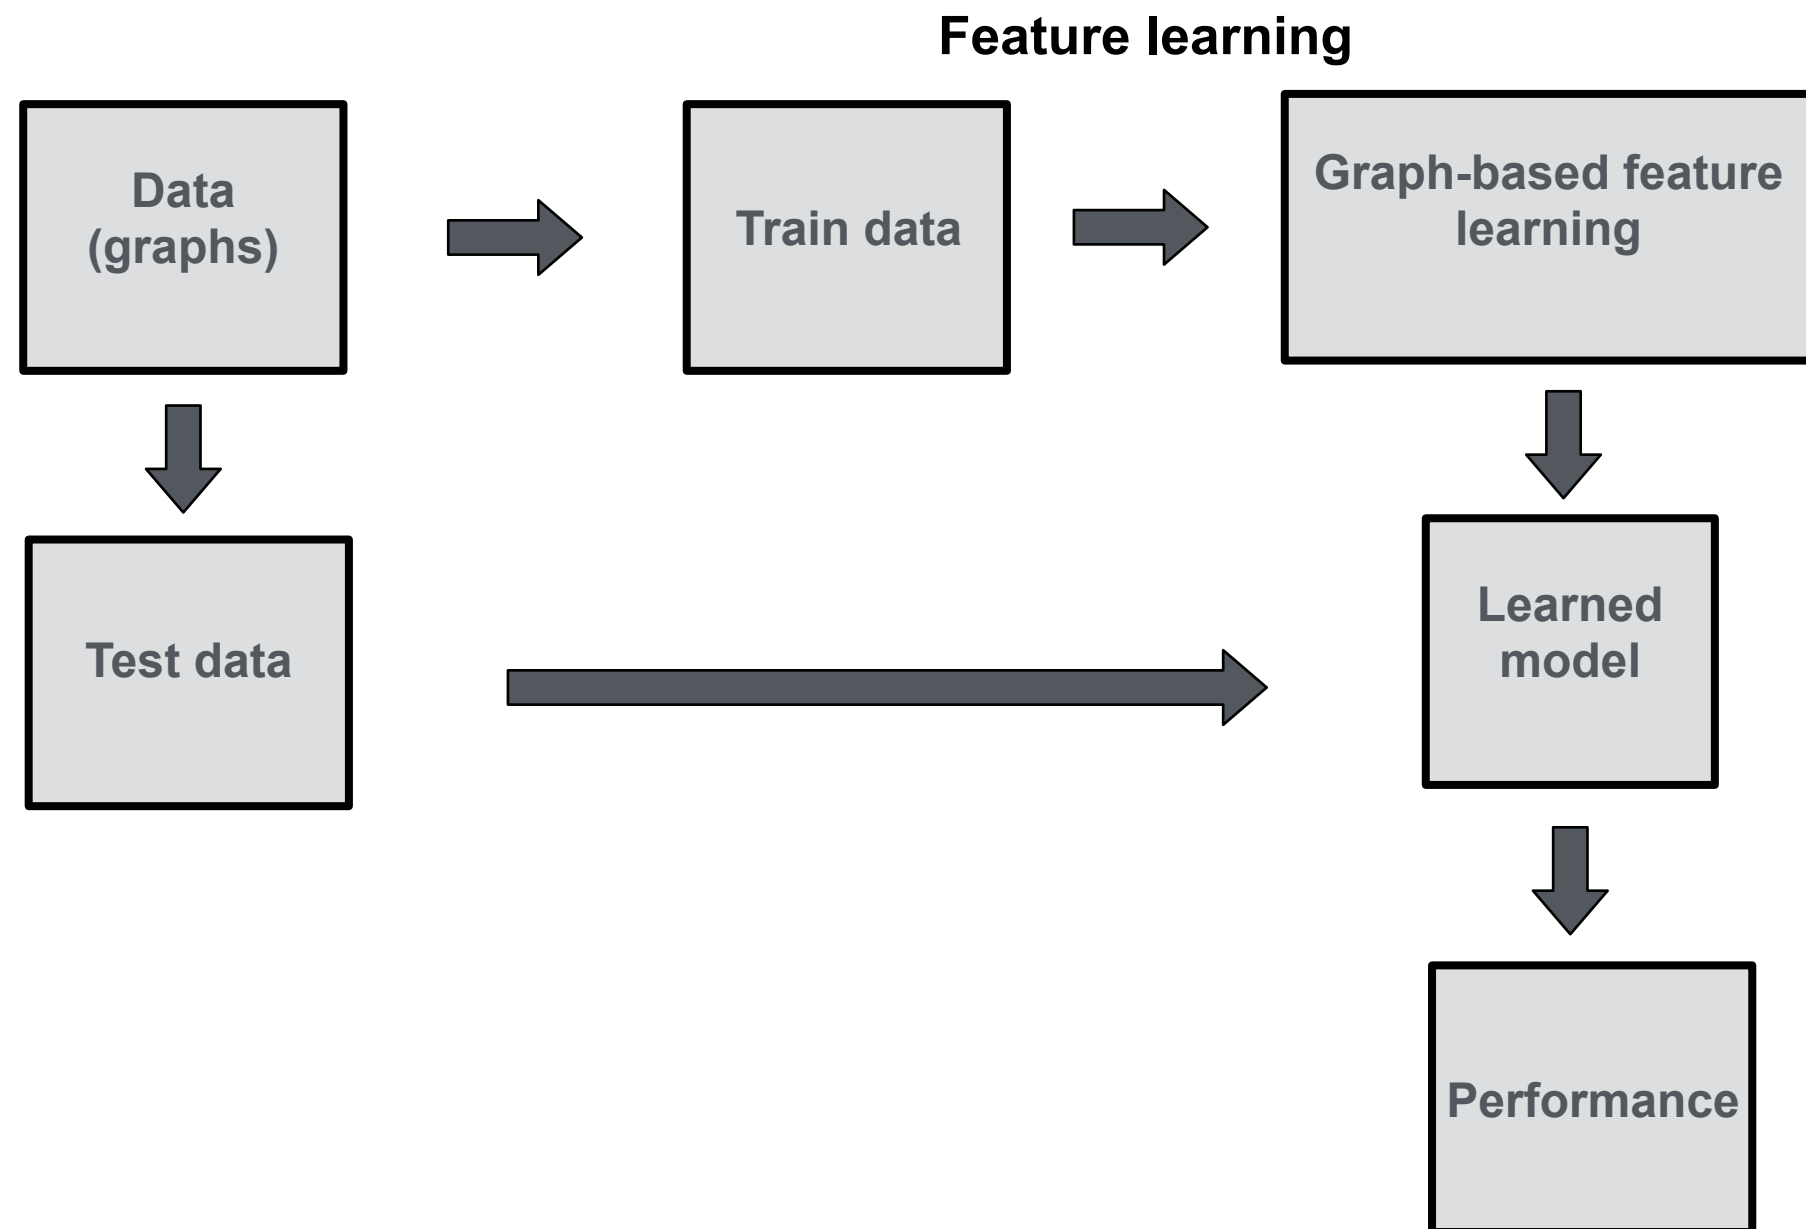 Feature learning
Data
(graphs)
Train data
Graph-based feature
learning
Test data
Learned
model
Performance